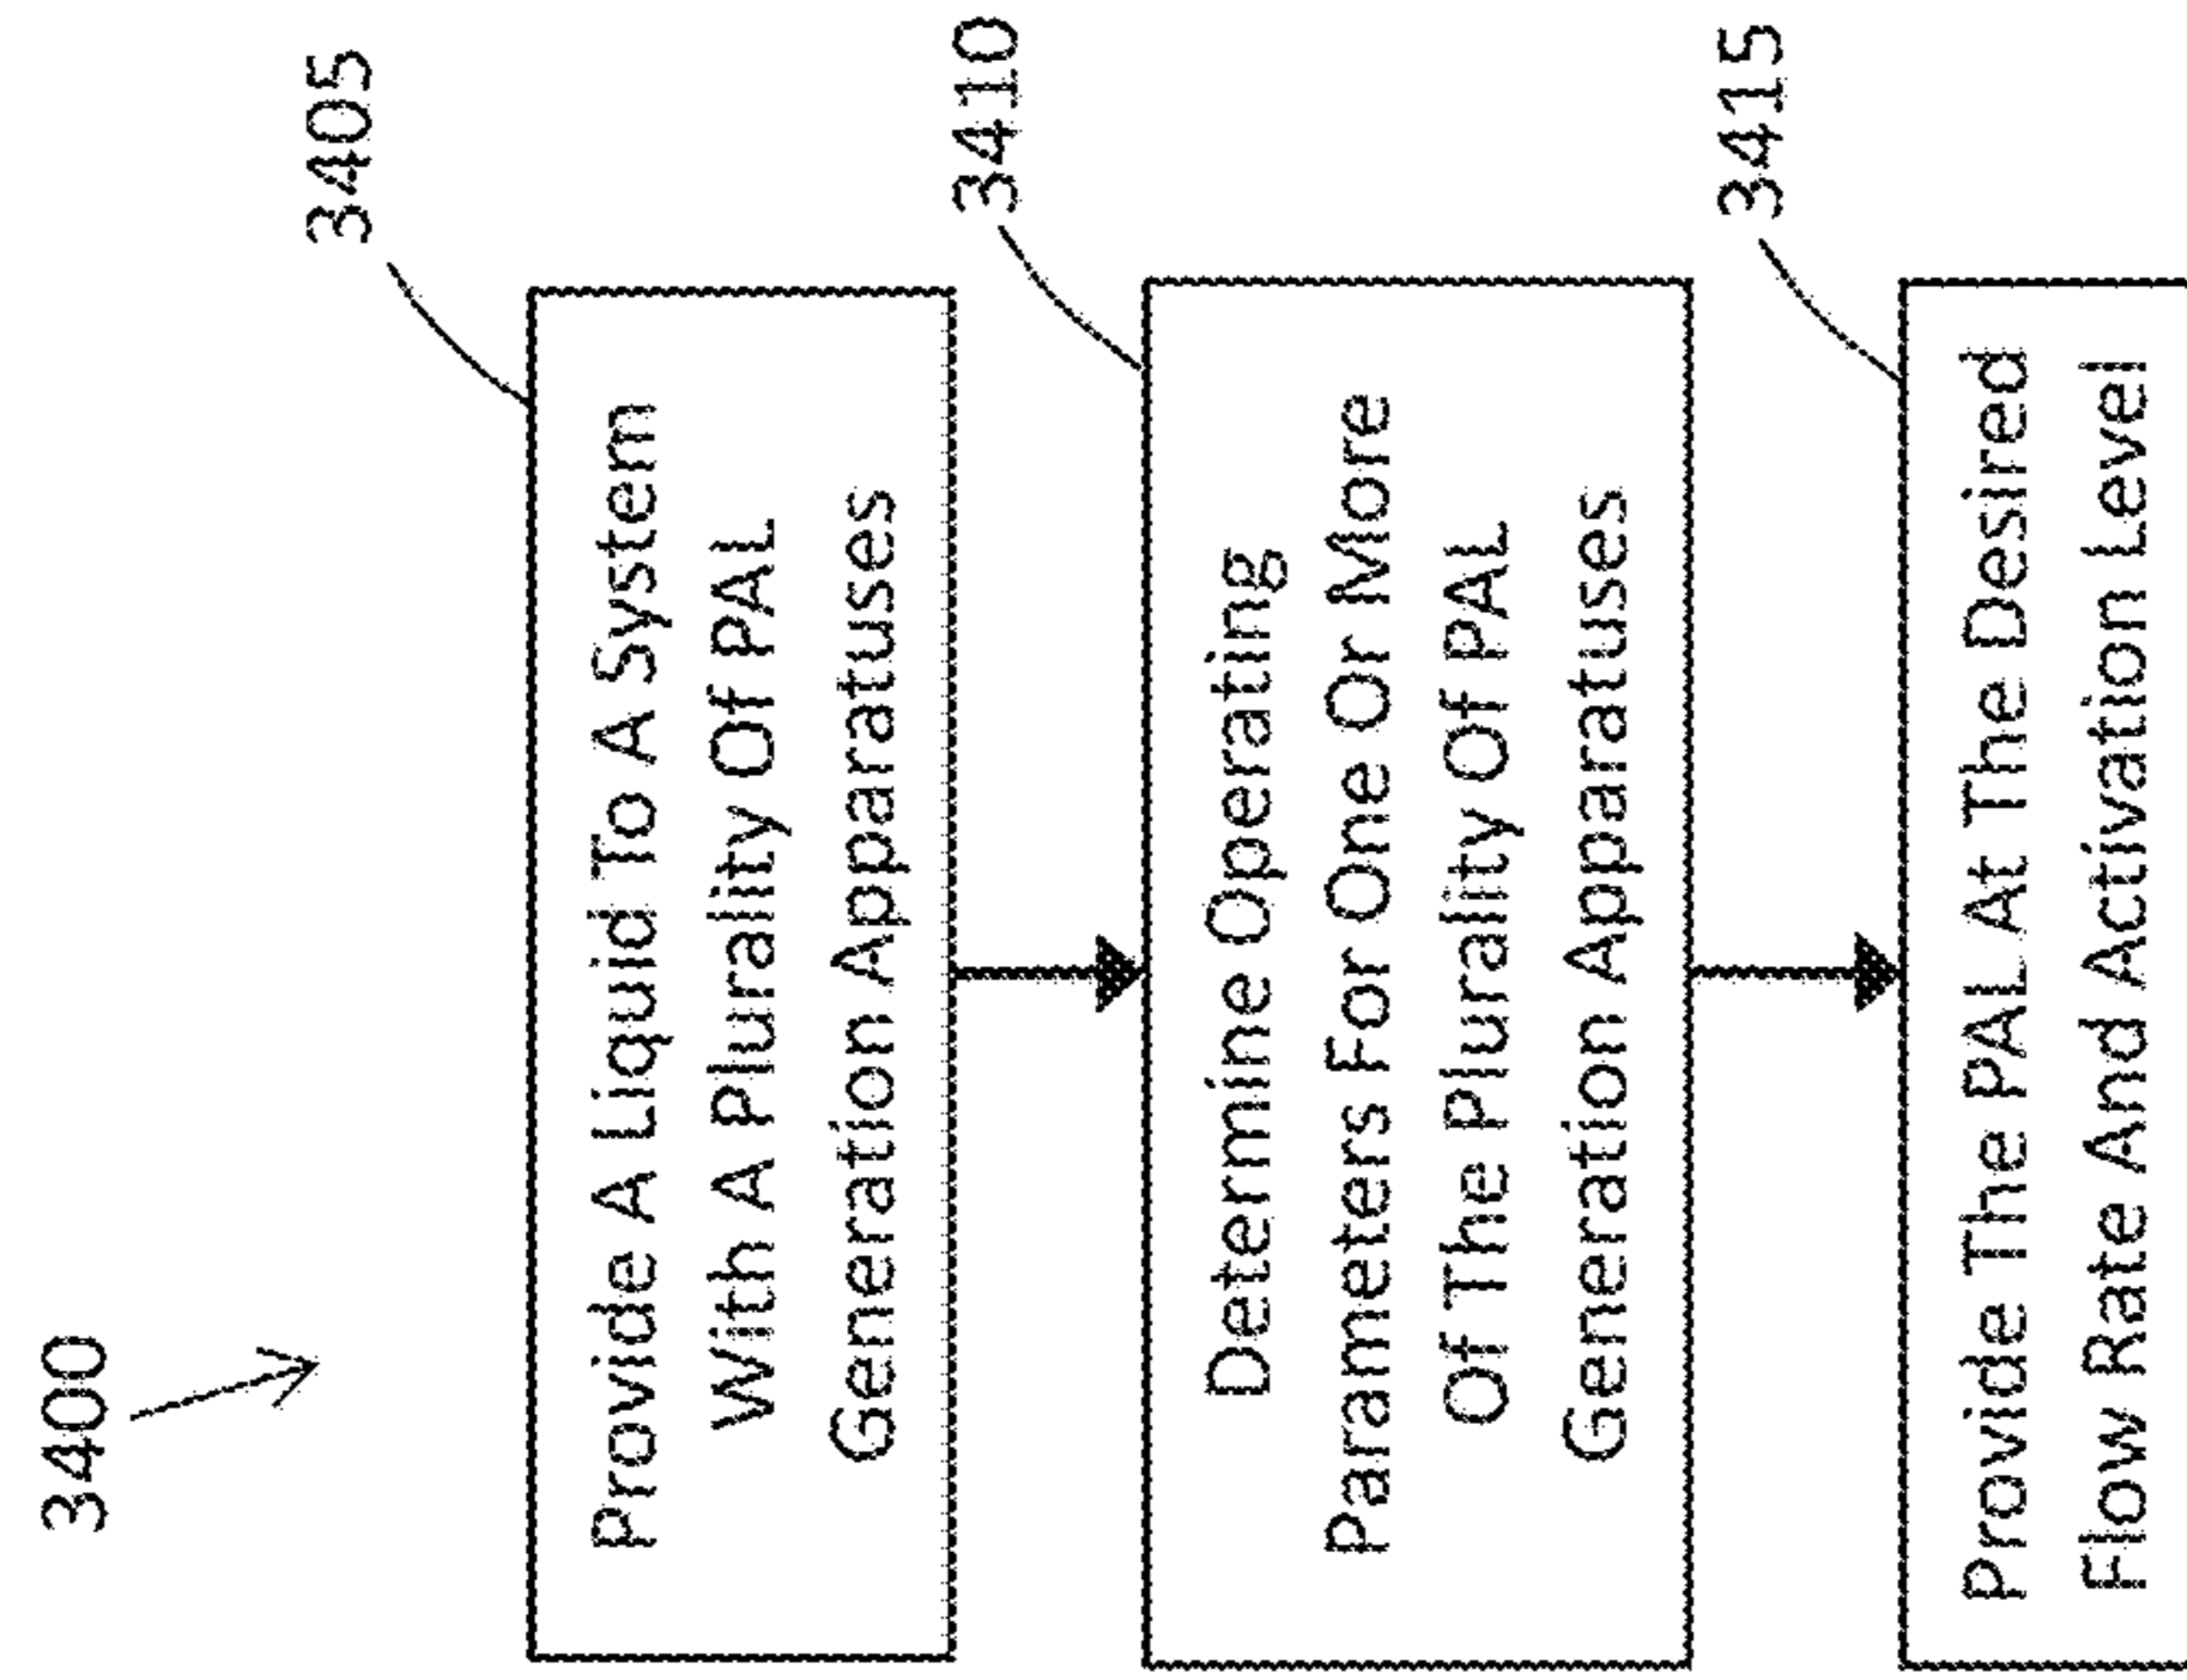 3400
3405
Provide A Liquid To A System
With A Plurality Of PAL
Generation Apparatuses
3410
Determine Operating
Parameters For One Or More
Of The Plurality Of PAL
Generation Apparatuses
3415
Provide The PAL At The Desired
Flow Rate And Activation Level